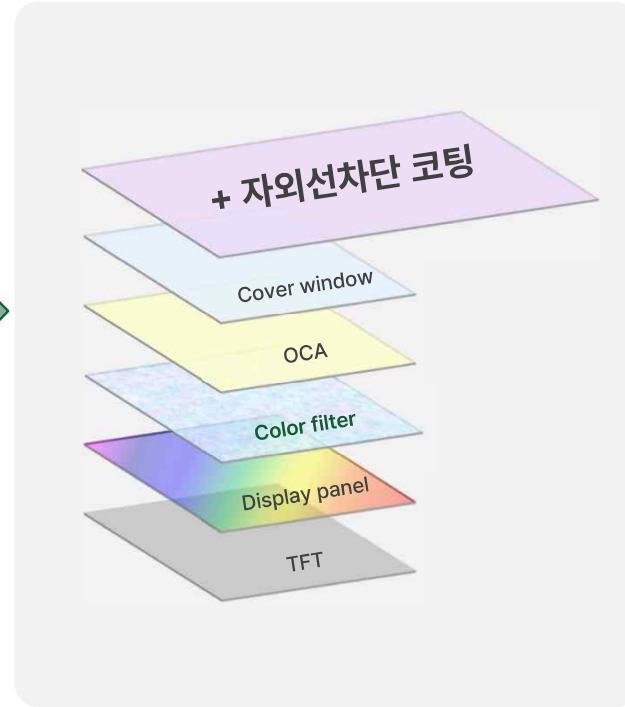 + 자외선차단 코팅
Cover window
OCA
Color filter
Display panel
TFT